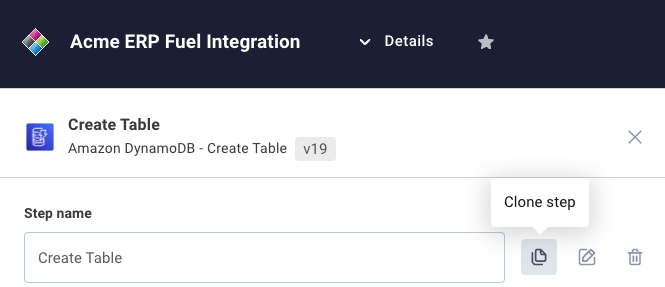 Acme ERP Fuel Integration
Details
Create Table
Amazon DynamoDB - Create Table v19
Clone step
Step name
Create Table